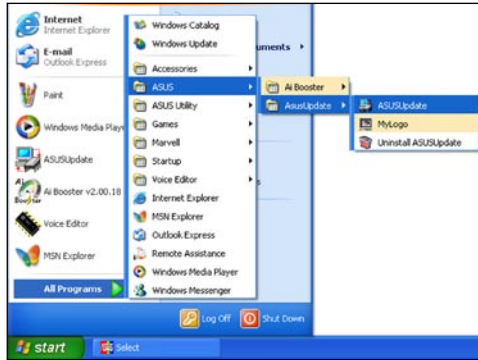 Internet
Internet Explorer
E-mail
Outlook Express
Paint
Windows Media Play
ASUSUpdate
Ai Booster v2.00.18
Voice Editor
MSN Explorer
All Programs
Windows Catalog
Windows Update
Accessories
ASUS
ASUS Utility
Games
Marvell
Startup
Voice Editor
Internet Explorer
MSN Explorer
Outlook Express
Remote Assistance
Windows Media Player
Windows Messenger
uments
s
Ai Booster
AsusUpdate
ASUSUpdate
MyLogo
Uninstall ASUSUpdate
Log Off
Shut Down
start
Select